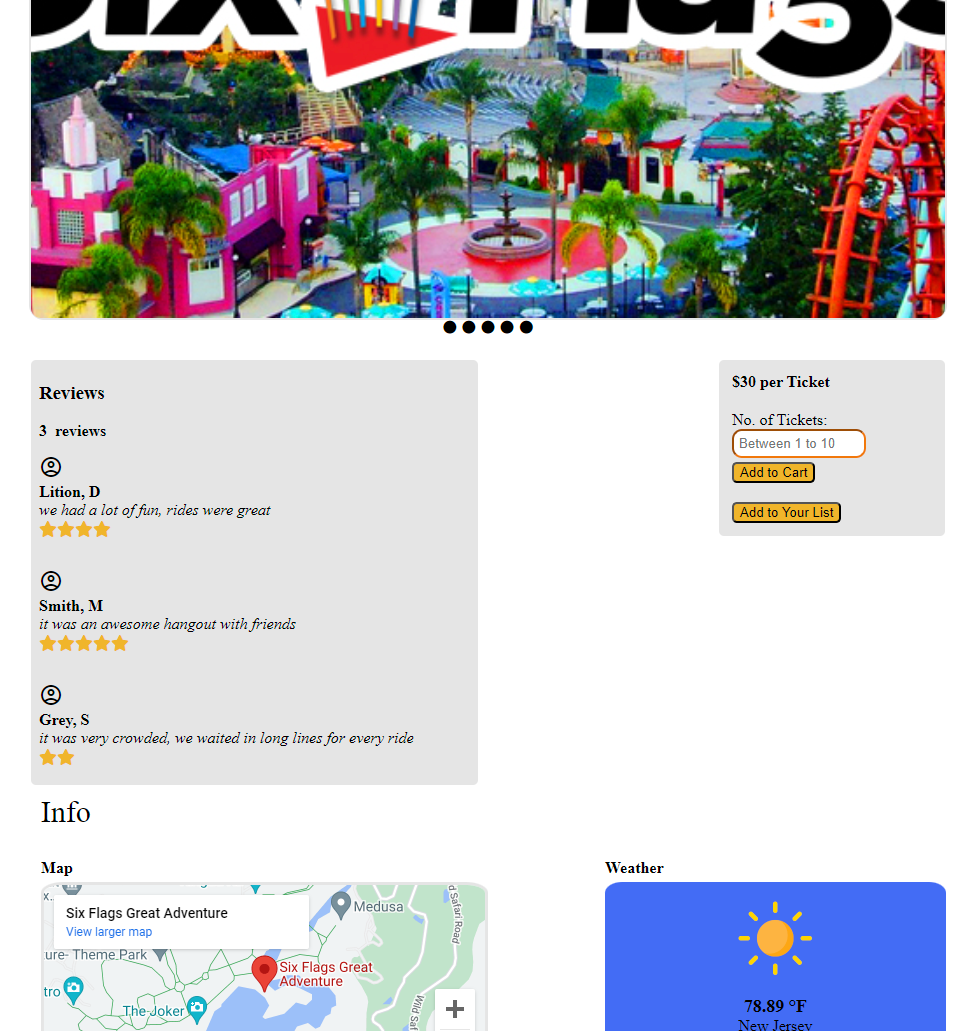 Six Flags
Reviews
3 reviews
Lition, D
we had a lot of fun, rides were great
Smith, M
it was an awesome hangout with friends
Grey, S
it was very crowded, we waited in long lines for every ride
$30 per Ticket
No. of Tickets:
Between 1 to 10
Add to Cart
Add to Your List
Info
Map
Six Flags Great Adventure
View larger map
Medusa
d Safari Road
ure- Theme Park
Six Flags Great
Adventure
tro
The Joker
Wild Saf
Weather
78.89 °F
New Jersey